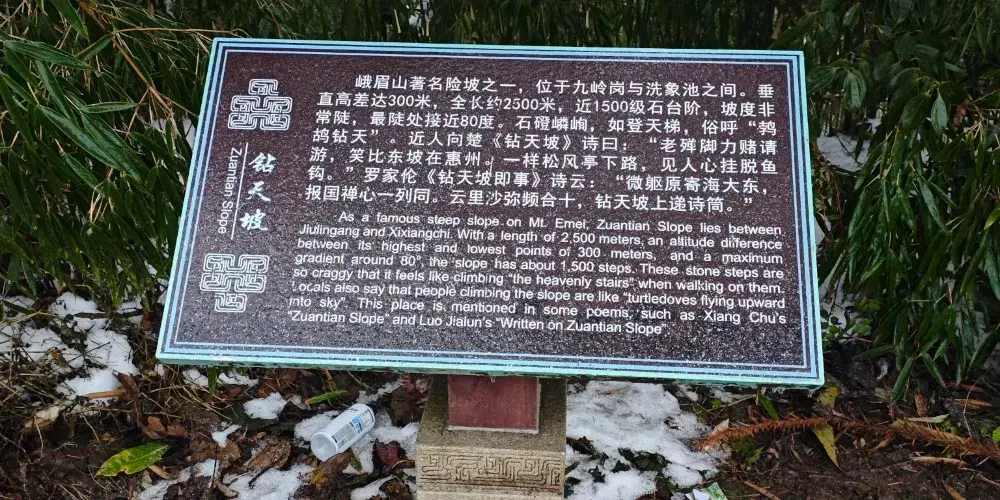 钻天坡
Zuantian Slope
峨眉山著名险坡之一，位于九岭岗与洗象池之间。垂
直高差达300米，全长约2500米，近1500级石台阶，坡度非
常陡，最陡处接近80度。石磴嶙峋，如登天梯，俗呼“鹁
鸪钻天”。近人向楚《钻天坡》诗曰：“老殚脚力赌请
游，笑比东坡在惠州。一样松风亭下路，见人心挂脱鱼
钩。”罗家伦《钻天坡即事》诗云：“微躯原寄海大东，
报国禅心一列同。云里沙弥频合十，钻天坡上递诗筒。”
As a famous steep slope on Mt. Emei, Zuantian Slope lies between
Jiulingang and Xixiangchi. With a length of 2,500 meters, an altitude difference
between its highest and lowest points of 300 meters, and a maximum
gradient around 80°, the slope has about 1,500 steps. These stone steps are
so craggy that it feels like climbing “the heavenly stairs” when walking on them.
Locals also say that people climbing the slope are like “turtledoves flying upward
into sky”. This place is mentioned in some poems, such as Xiang Chu's
“Zuantian Slope” and Luo Jialun's “Written on Zuantian Slope”.